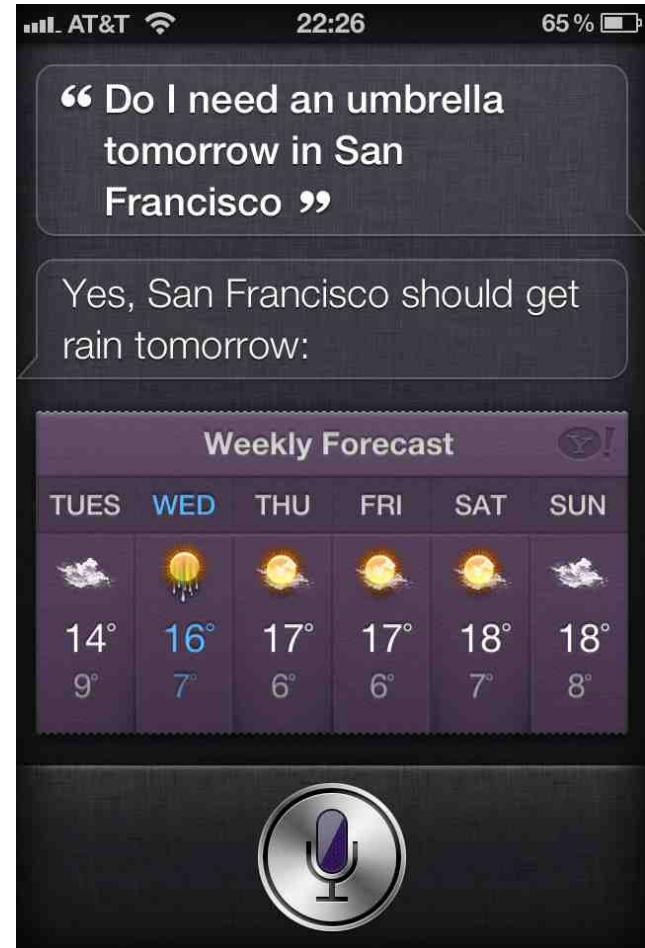 AT&T 22:26 65%
“ Do I need an umbrella
tomorrow in San
Francisco ”
Yes, San Francisco should get
rain tomorrow:
Weekly Forecast Y!
TUES WED THU FRI SAT SUN
14° 16° 17° 17° 18° 18°
9° 7° 6° 6° 7° 8°